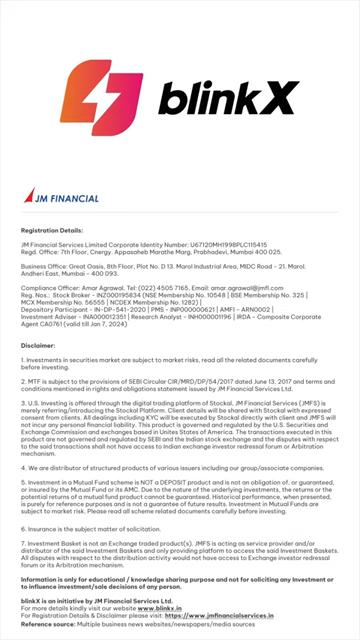 blinkX
JM FINANCIAL
Registration Details:
JM Financial Services Limited Corporate Identity Number: U67120MH1998PLC115415
Regd. Office: 7th Floor, Cnergy, Appasaheb Marathe Marg, Prabhadevi, Mumbai 400 025.
Business Office: Great Oasis, 8th Floor, Plot No. D 13. Marol Industrial Area, MIDC Road - 21. Marol.
Andheri East, Mumbai - 400 093.
Compliance Officer: Amar Agrawal. Tel: (022) 4505 7165, Email: amar.agrawal@jmfl.com
Reg. Nos.: Stock Broker - INZ000195834 (NSE Membership No. 10548 | BSE Membership No. 325 |
MCX Membership No. 56555 | NCDEX Membership No. 1282) |
Depository Participant - IN-DP-541-2020 | PMS - INP000000621 | AMFI - ARN0002 |
Investment Adviser - INA000012351 | Research Analyst - INH000001196 | IRDA - Composite Corporate
Agent CA0761 (valid till Jan 7, 2024)
Disclaimer:
1. Investments in securities market are subject to market risks, read all the related documents carefully
before investing.
2. MTF is subject to the provisions of SEBI Circular CIR/MRD/DP/54/2017 dated June 13, 2017 and terms and
conditions mentioned in rights and obligations statement issued by JM Financial Services Ltd.
3. U.S. Investing is offered through the digital trading platform of Stockal. JM Financial Services (JMFS) is
merely referring/introducing the Stockal Platform. Client details will be shared with Stockal with expressed
consent from clients. All dealings including KYC will be executed by Stockal directly with client and JMFS will
not incur any personal financial liability. This product is governed and regulated by the U.S. Securities and
Exchange Commission and exchanges based in Unites States of America. The transactions executed in this
product are not governed and regulated by SEBI and the Indian stock exchange and the disputes with respect
to the said transactions shall not have access to Indian exchange investor redressal forum or Arbitration
mechanism.
4. We are distributor of structured products of various issuers including our group/associate companies.
5. Investment in a Mutual Fund scheme is NOT a DEPOSIT product and is not an obligation of, or guaranteed,
or insured by the Mutual Fund or its AMC. Due to the nature of the underlying investments, the returns or the
potential returns of a mutual fund product cannot be guaranteed. Historical performance, when presented,
is purely for reference purposes and is not a guarantee of future results. Investment in Mutual Funds are
subject to market risk. Please read all scheme related documents carefully before investing.
6. Insurance is the subject matter of solicitation.
7. Investment Basket is not an Exchange traded product(s). JMFS is acting as service provider and/or
distributor of the said Investment Baskets and only providing platform to access the said Investment Baskets.
All disputes with respect to the distribution activity would not have access to Exchange investor redressal
forum or its Arbitration mechanism.
Information is only for educational / knowledge sharing purpose and not for soliciting any Investment or
to influence investment/sale decisions of any person.
blinkX is an initiative by JM Financial Services Ltd.
For more details kindly visit our website www.blinkx.in
For Registration Details & Disclaimer please visit: https://www.jmfinancialservices.in
Reference source: Multiple business news websites/newspapers/media sources